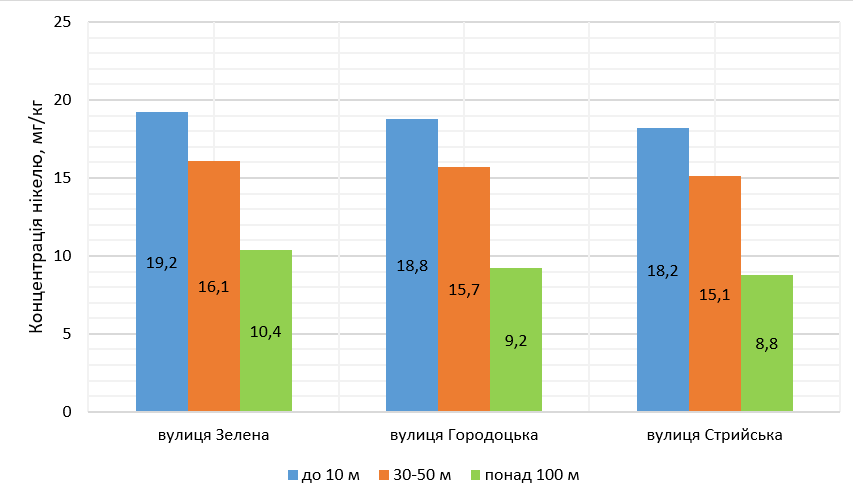 Концентрація нікелю, мг/кг
25
20
15
10
5
0
19,2
16,1
10,4
18,8
15,7
9,2
18,2
15,1
8,8
вулиця Зелена
вулиця Городоцька
вулиця Стрийська
до 10 м
30-50 м
понад 100 м